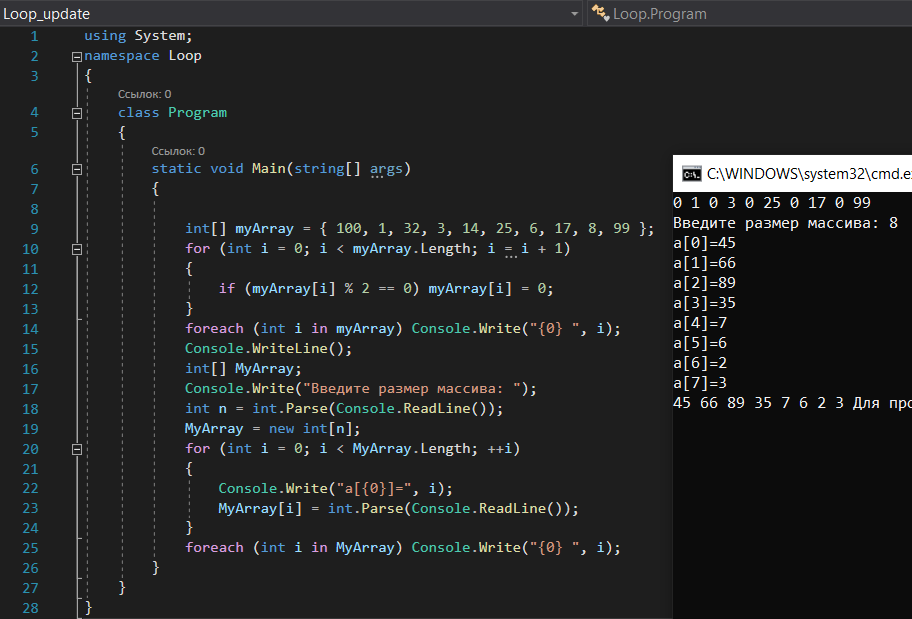 Loop_update
Loop.Program
1 using System;
2 namespace Loop
3 {
Ссылок: 0
4 class Program
5 {
Ссылок: 0
6 static void Main(string[] args)
7 {
8
9 int[] myArray = { 100, 1, 32, 3, 14, 25, 6, 17, 8, 99 };
10 for (int i = 0; i < myArray.Length; i = i + 1)
11 {
12 if (myArray[i] % 2 == 0) myArray[i] = 0;
13 }
14 foreach (int i in myArray) Console.Write("{0} ", i);
15 Console.WriteLine();
16 int[] MyArray;
17 Console.Write("Введите размер массива: ");
18 int n = int.Parse(Console.ReadLine());
19 MyArray = new int[n];
20 for (int i = 0; i < MyArray.Length; ++i)
21 {
22 Console.Write("a[{0}]=", i);
23 MyArray[i] = int.Parse(Console.ReadLine());
24 }
25 foreach (int i in MyArray) Console.Write("{0} ", i);
26 }
27 }
28 }
C:\WINDOWS\system32\cmd.e
0 1 0 3 0 25 0 17 0 99
Введите размер массива: 8
a[0]=45
a[1]=66
a[2]=89
a[3]=35
a[4]=7
a[5]=6
a[6]=2
a[7]=3
45 66 89 35 7 6 2 3 Для про